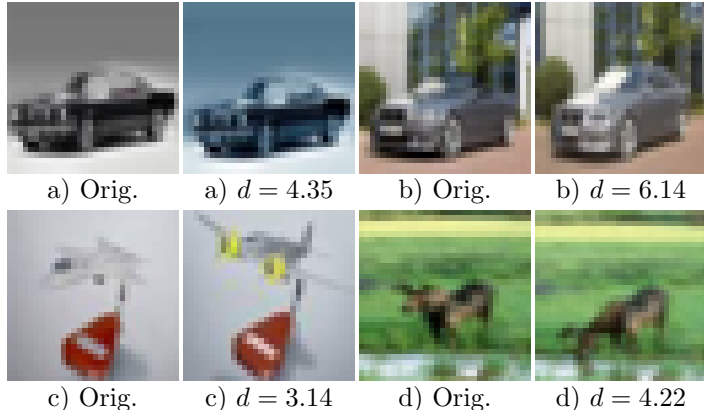 a) Orig. a) d = 4.35 b) Orig. b) d = 6.14
c) Orig. c) d = 3.14 d) Orig. d) d = 4.22